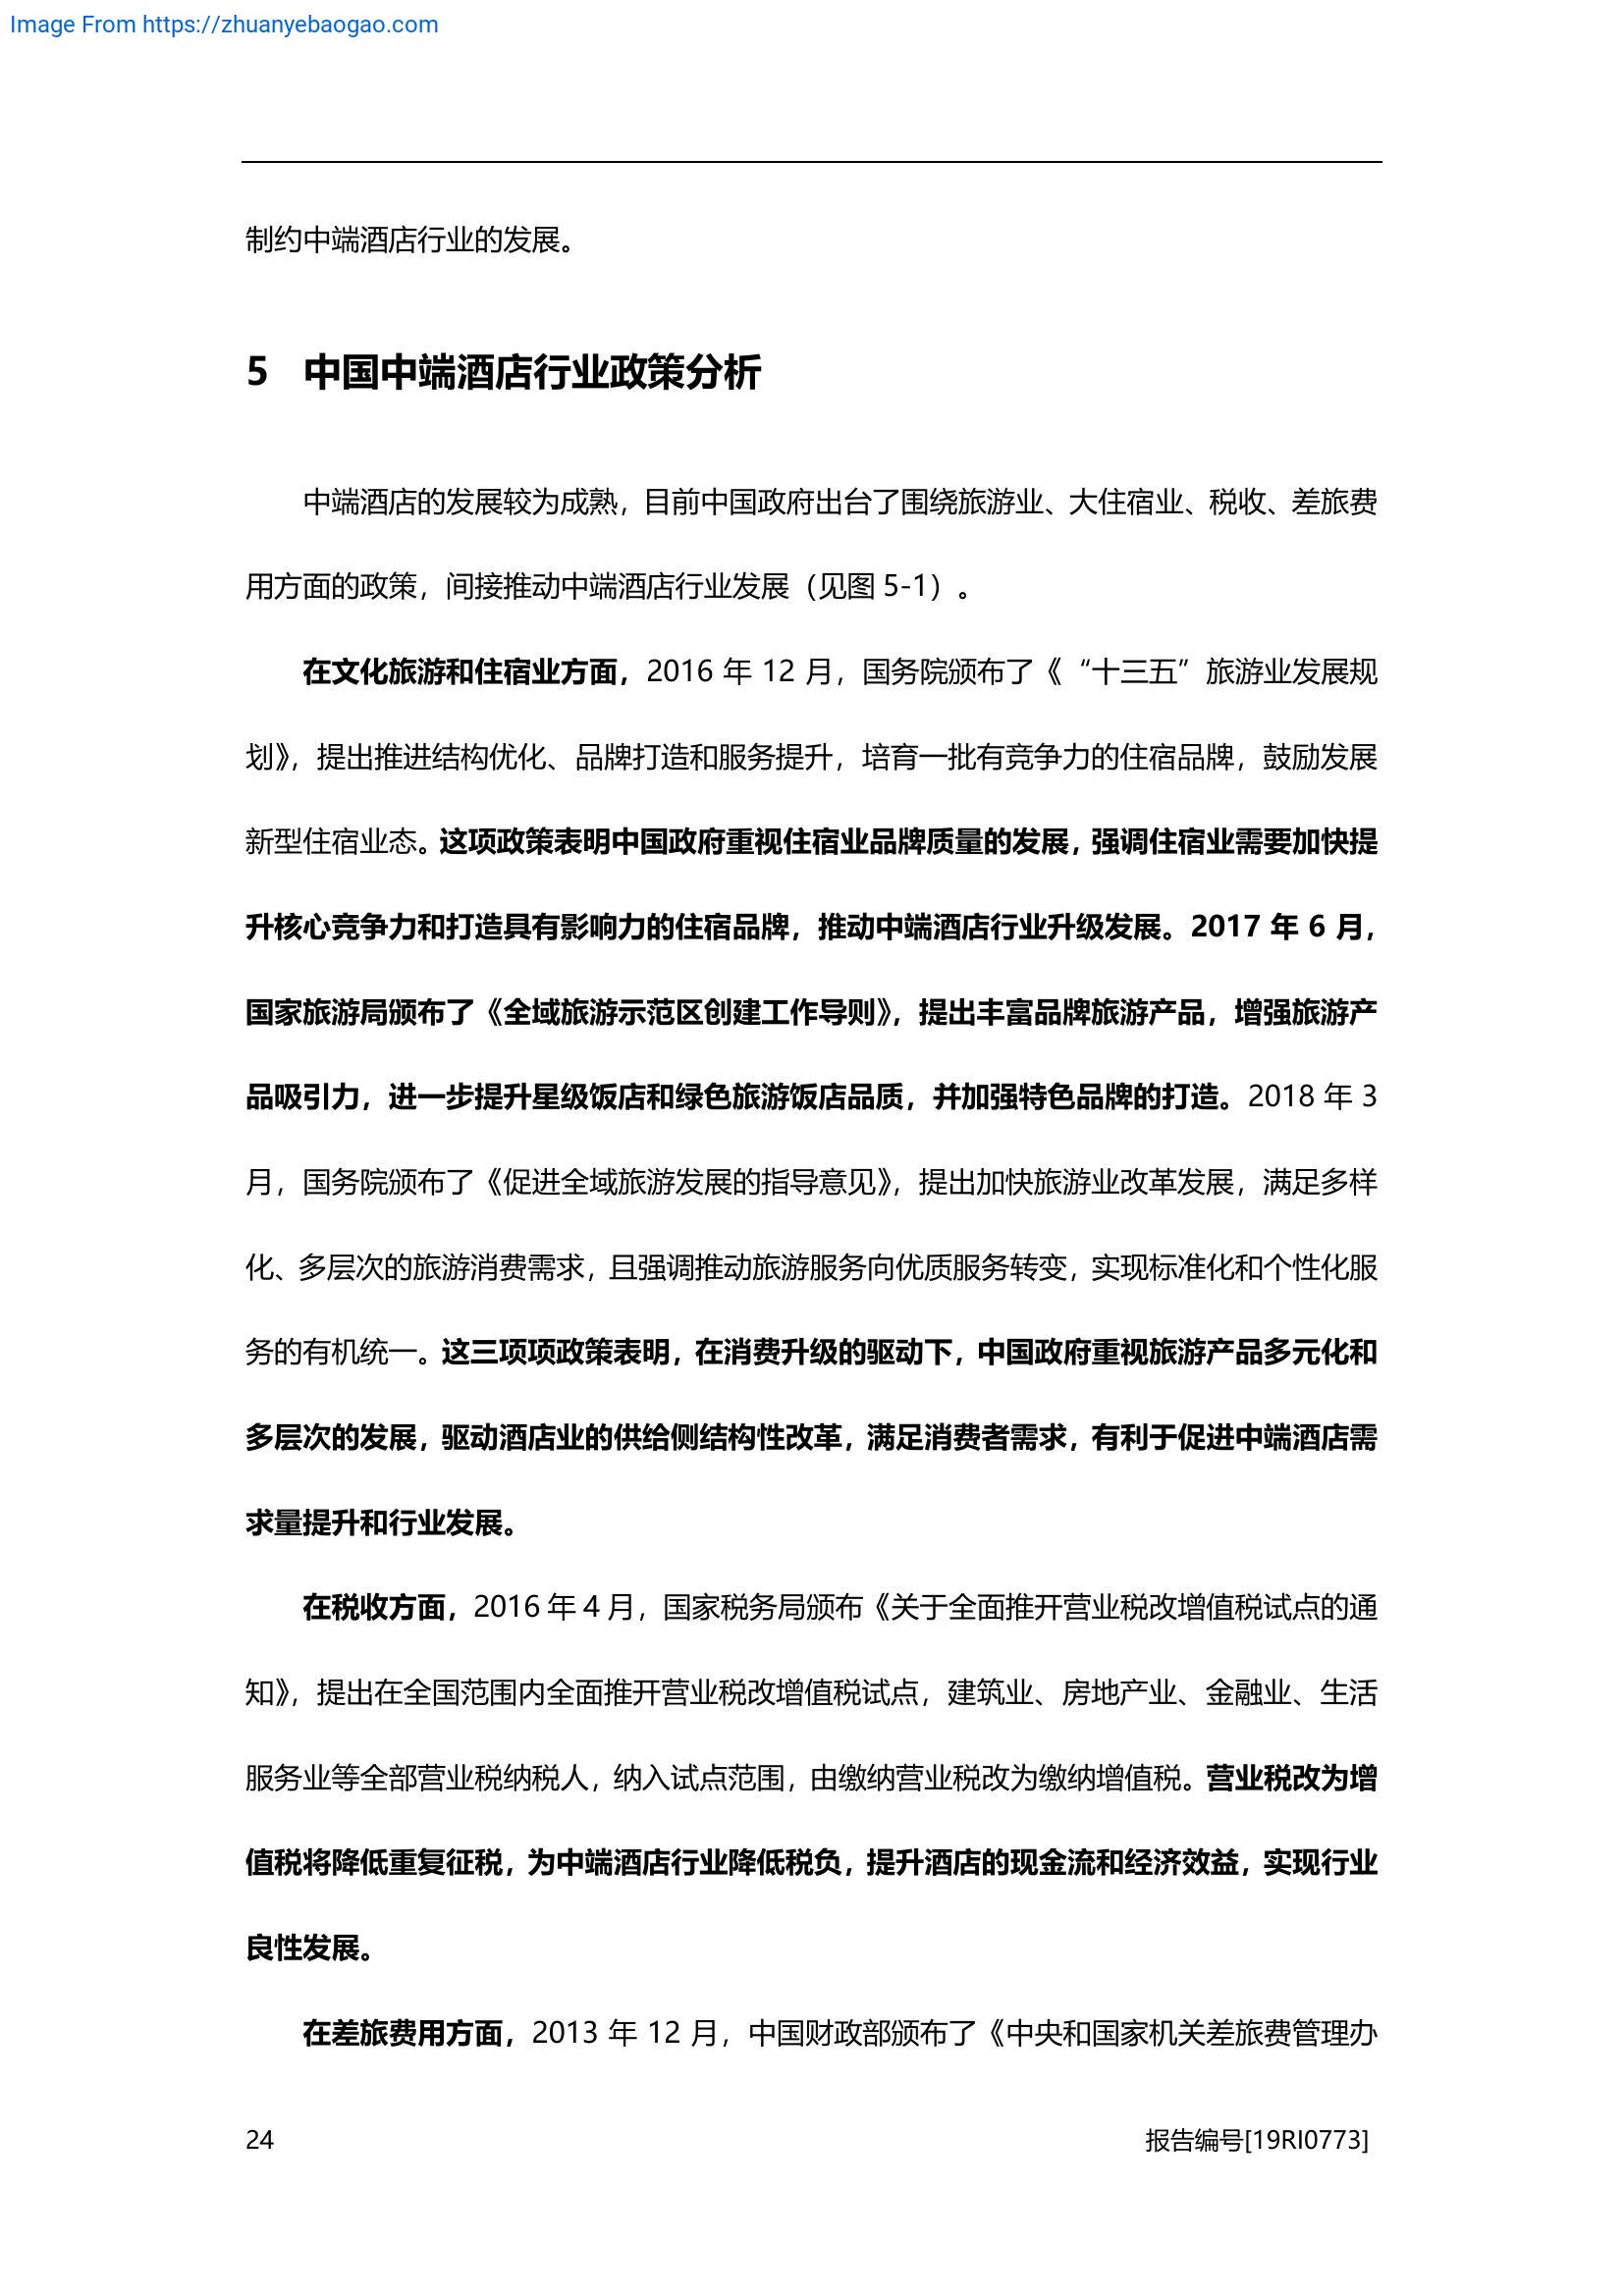 Image From https://zhuanyebaogao.com
制约中端酒店行业的发展。
5 中国中端酒店行业政策分析
中端酒店的发展较为成熟，目前中国政府出台了围绕旅游业、大住宿业、税收、差旅费
用方面的政策，间接推动中端酒店行业发展（见图 5-1）。
在文化旅游和住宿业方面，2016 年 12 月，国务院颁布了《“十三五”旅游业发展规
划》，提出推进结构优化、品牌打造和服务提升，培育一批有竞争力的住宿品牌，鼓励发展
新型住宿业态。这项政策表明中国政府重视住宿业品牌质量的发展，强调住宿业需要加快提
升核心竞争力和打造具有影响力的住宿品牌，推动中端酒店行业升级发展。2017 年 6 月，
国家旅游局颁布了《全域旅游示范区创建工作导则》，提出丰富品牌旅游产品，增强旅游产
品吸引力，进一步提升星级饭店和绿色旅游饭店品质，并加强特色品牌的打造。2018 年 3
月，国务院颁布了《促进全域旅游发展的指导意见》，提出加快旅游业改革发展，满足多样
化、多层次的旅游消费需求，且强调推动旅游服务向优质服务转变，实现标准化和个性化服
务的有机统一。这三项项政策表明，在消费升级的驱动下，中国政府重视旅游产品多元化和
多层次的发展，驱动酒店业的供给侧结构性改革，满足消费者需求，有利于促进中端酒店需
求量提升和行业发展。
在税收方面，2016 年 4 月，国家税务局颁布《关于全面推开营业税改增值税试点的通
知》，提出在全国范围内全面推开营业税改增值税试点，建筑业、房地产业、金融业、生活
服务业等全部营业税纳税人，纳入试点范围，由缴纳营业税改为缴纳增值税。营业税改为增
值税将降低重复征税，为中端酒店行业降低税负，提升酒店的现金流和经济效益，实现行业
良性发展。
在差旅费用方面，2013 年 12 月，中国财政部颁布了《中央和国家机关差旅费管理办
24 报告编号[19RI0773]